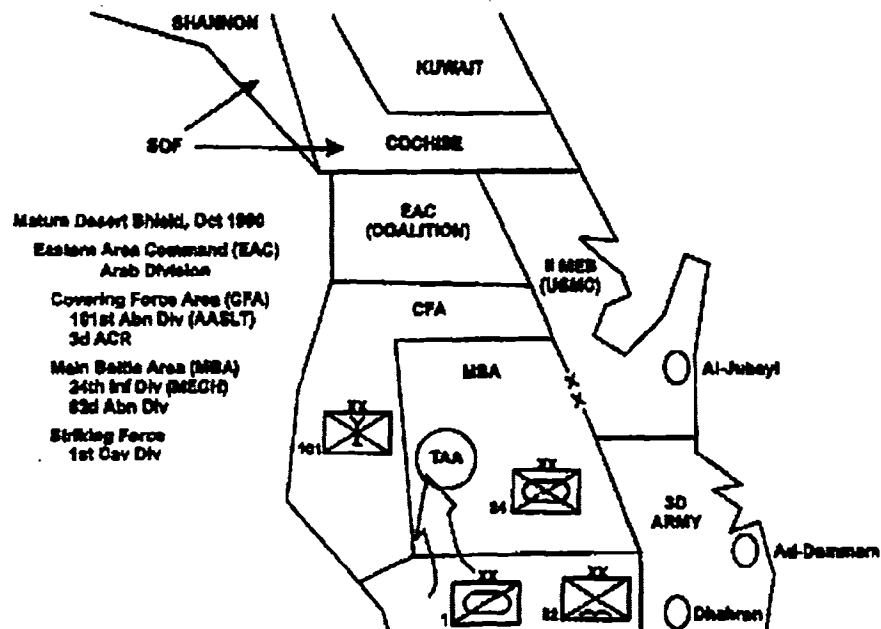 SHANNON
KUWAIT
SOF
COCHISE
EAC
(COALITION)
II MEB
(USMC)
Mature Desert Shield, Oct 1990
Eastern Area Command (EAC)
Arab Division
Covering Force Area (CFA)
101st Abn Div (AASLT)
3d ACR
Main Battle Area (MBA)
24th Inf Div (MECH)
82d Abn Div
Striking Force
1st Cav Div
CFA
MBA
XX
Al-Jubayl
XX
101
TAA
XX
24
3D
ARMY
Ad-Dammam
XX
1
XX
82
Dhahran